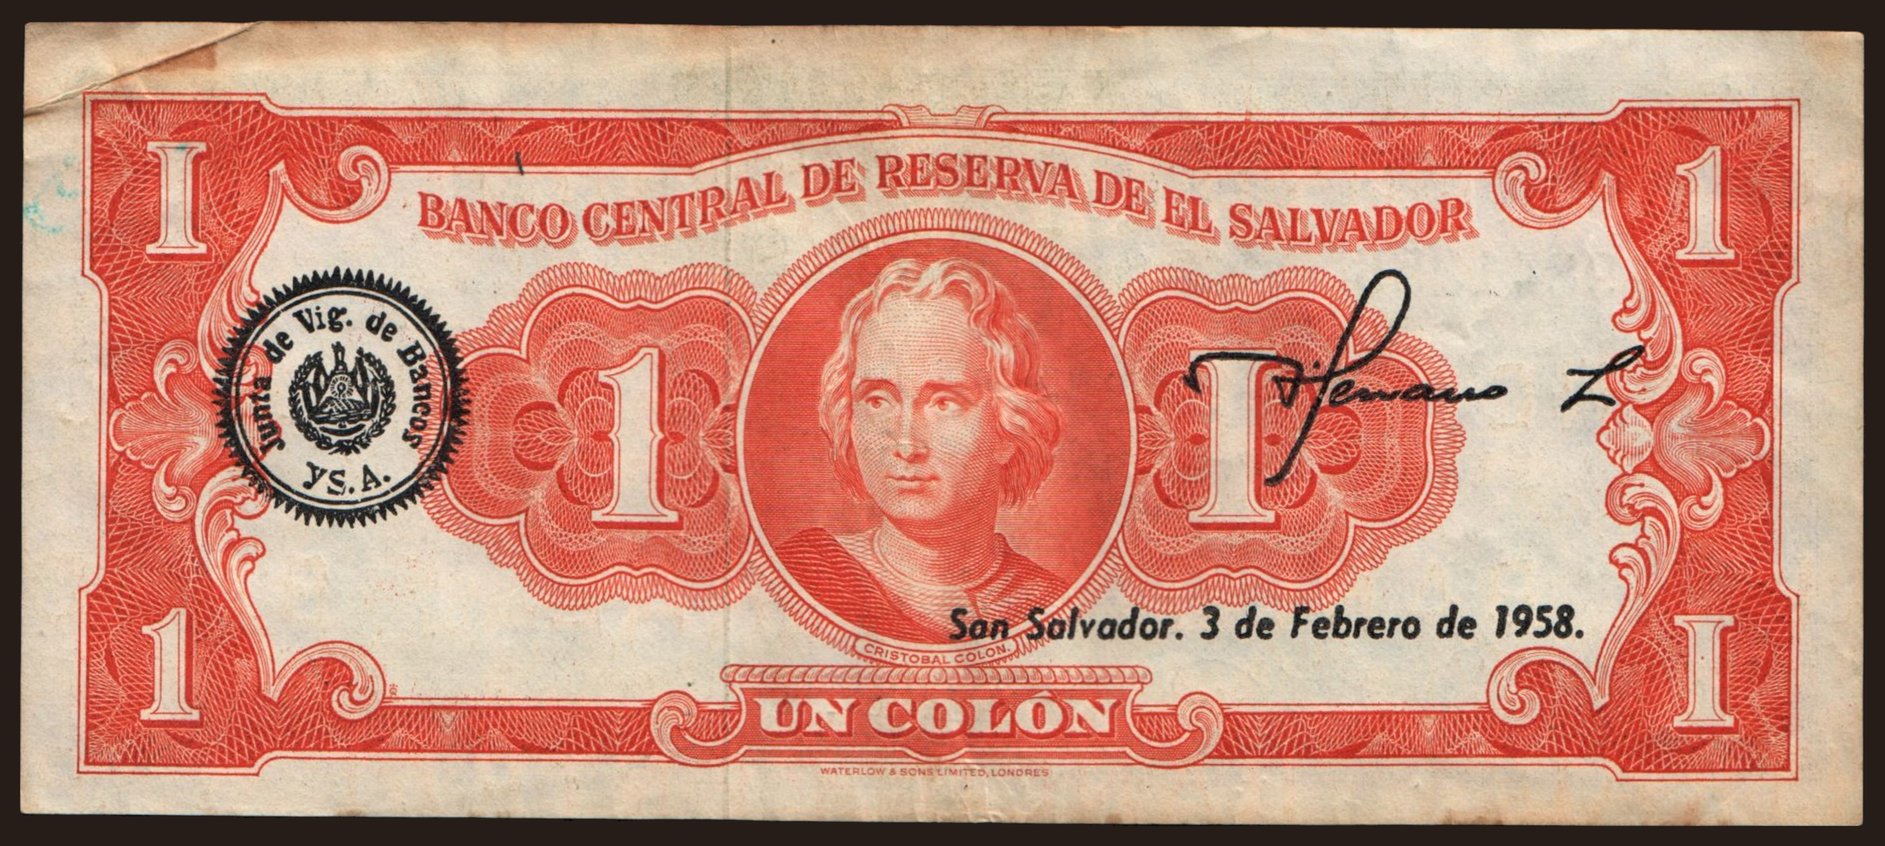 1
1
BANCO CENTRAL DE RESERVA DE EL SALVADOR
Junta de Vig. de Bancos
y S. A.
1
1
San Salvador. 3 de Febrero de 1958.
CRISTOBAL COLON.
1
UN COLÓN
1
WATERLOW & SONS LIMITED, LONDRES